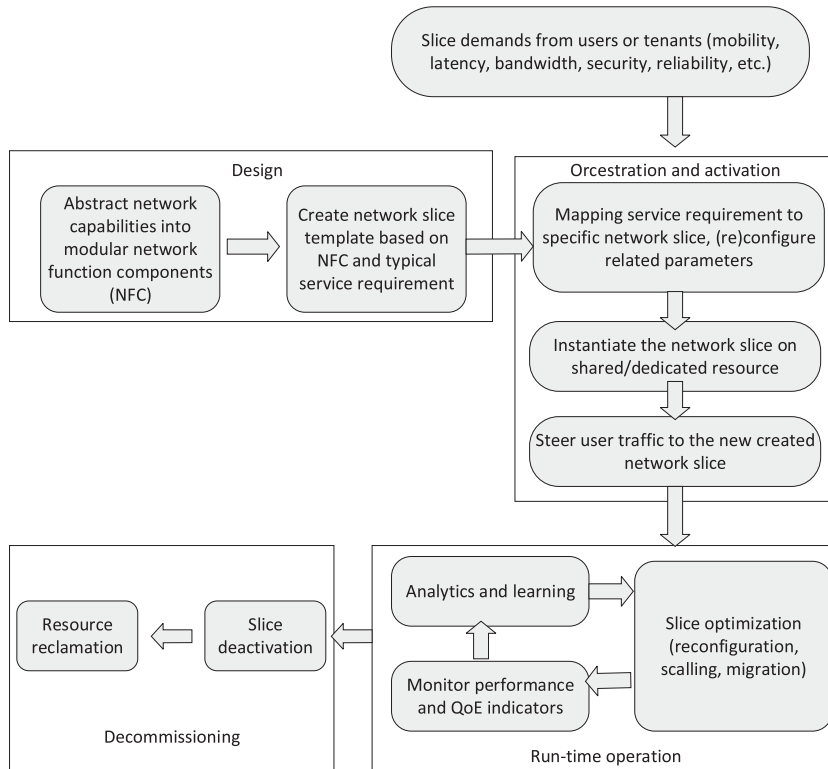 Slice demands from users or tenants (mobility,
latency, bandwidth, security, reliability, etc.)
Design
Abstract network
capabilities into
modular network
function components
(NFC)
Create network slice
template based on
NFC and typical
service requirement
Orcestration and activation
Mapping service requirement to
specific network slice, (re)configure
related parameters
Instantiate the network slice on
shared/dedicated resource
Steer user traffic to the new created
network slice
Analytics and learning
Slice optimization
(reconfiguration,
scalling, migration)
Monitor performance
and QoE indicators
Run-time operation
Slice
deactivation
Resource
reclamation
Decommissioning